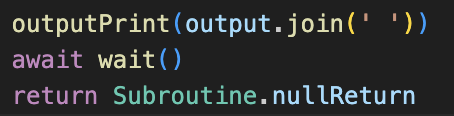 outputPrint(output.join(' '))
await wait()
return Subroutine.nullReturn